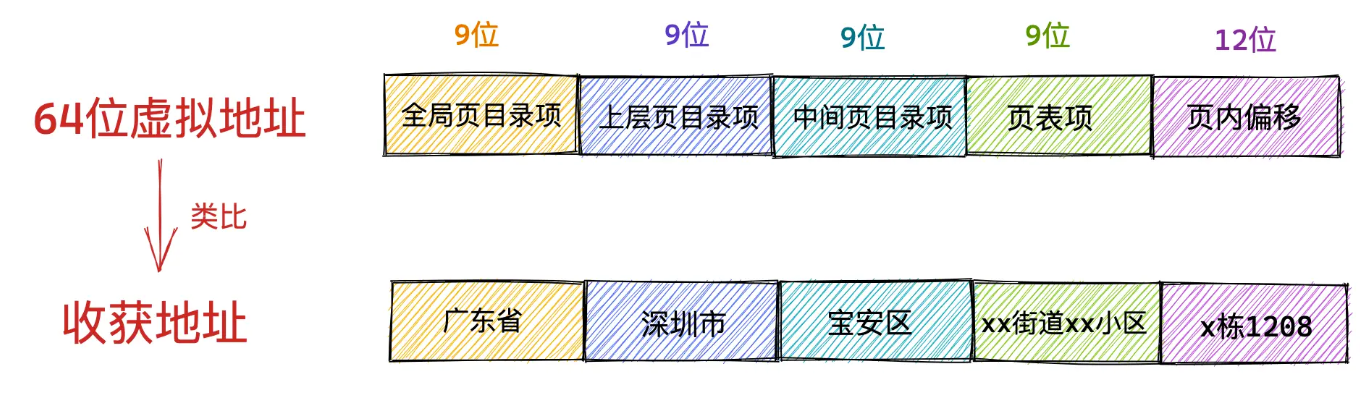 9位
9位
9位
9位
12位
64位虚拟地址
全局页目录项
上层页目录项
中间页目录项
页表项
页内偏移
类比
收获地址
广东省
深圳市
宝安区
xx街道xx小区
x栋1208